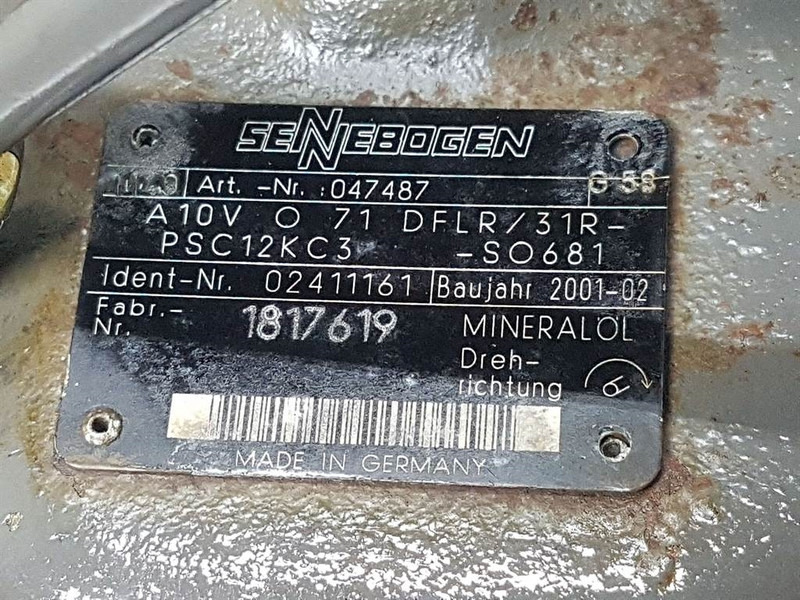 SENNEBOGEN
Art. -Nr. :047487
A10V O 71 DFLR/31R-
PSC12KC3 -SO681
Ident-Nr. 02411161 Baujahr 2001-02
Fabr.- Nr. 1817619 MINERALÖL
Dreh-
richtung
MADE IN GERMANY